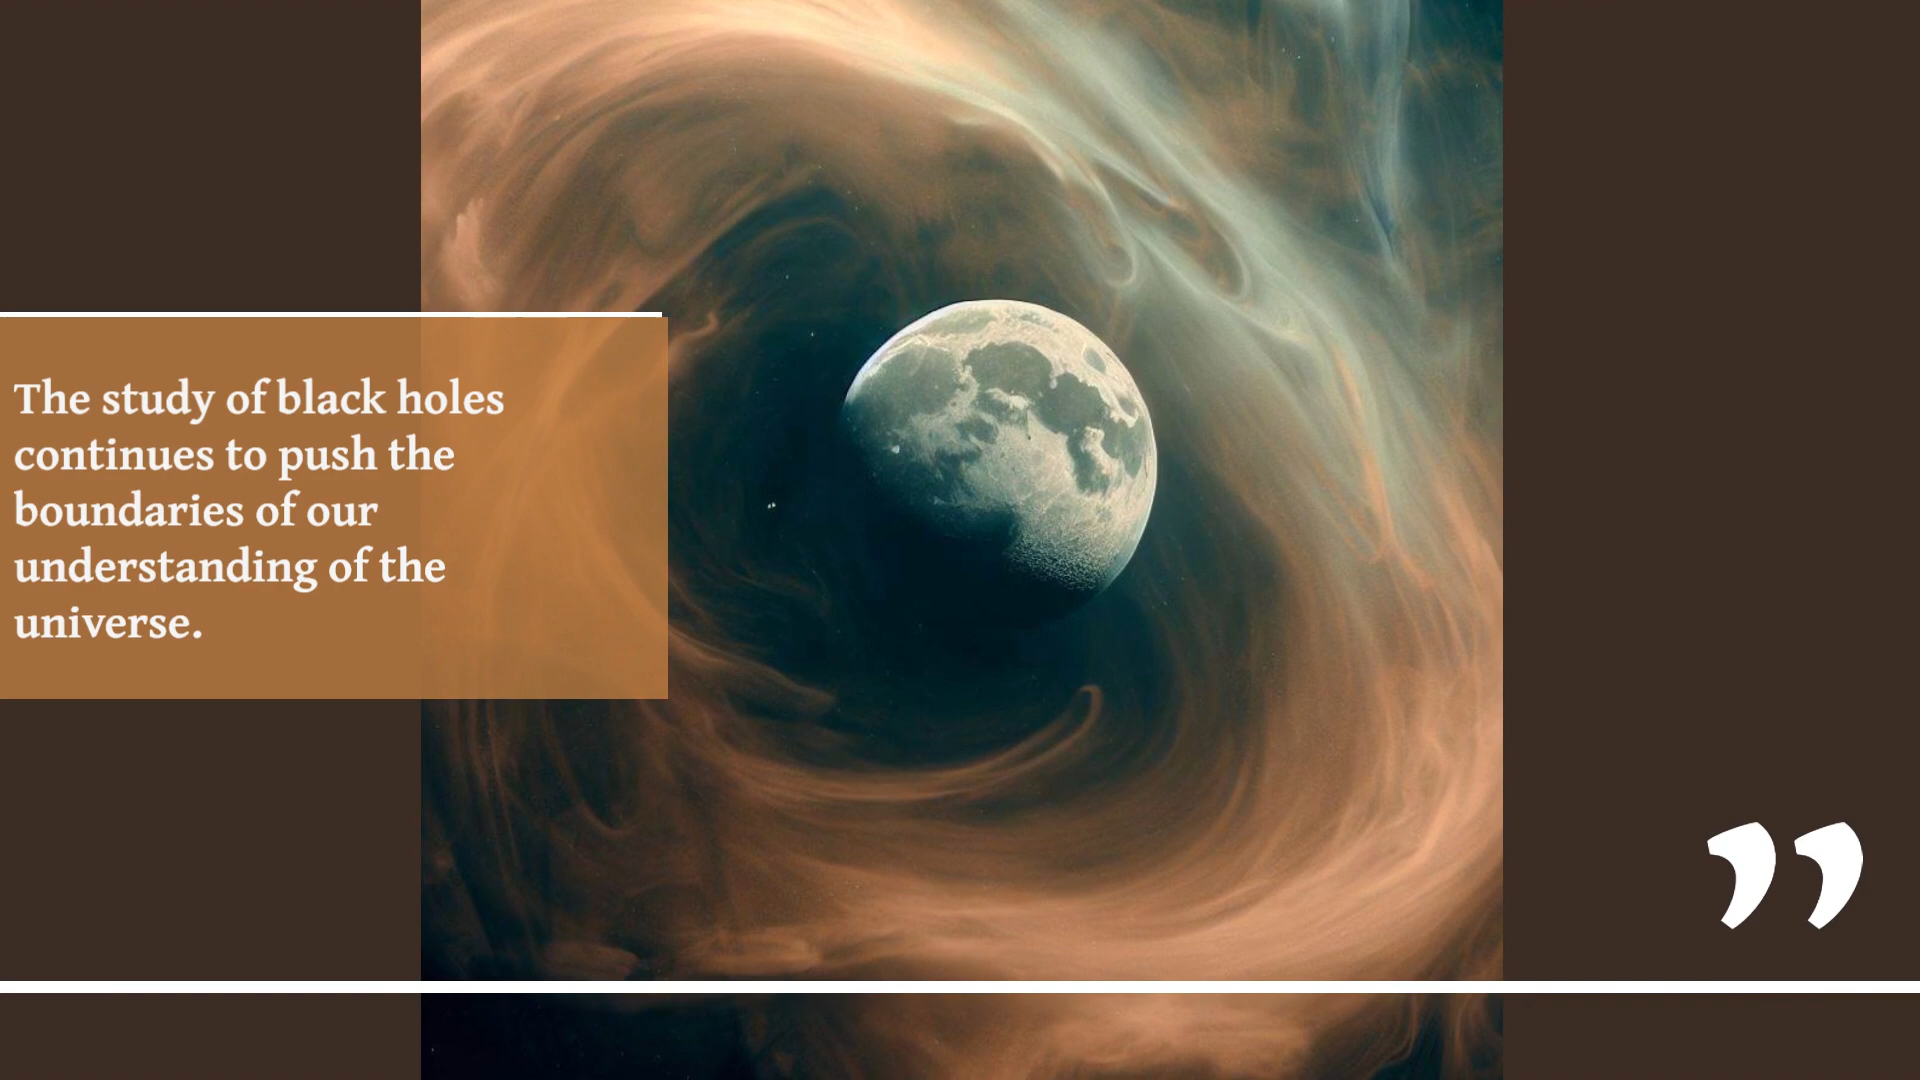 The study of black holes
continues to push the
boundaries of our
understanding of the
universe.
”